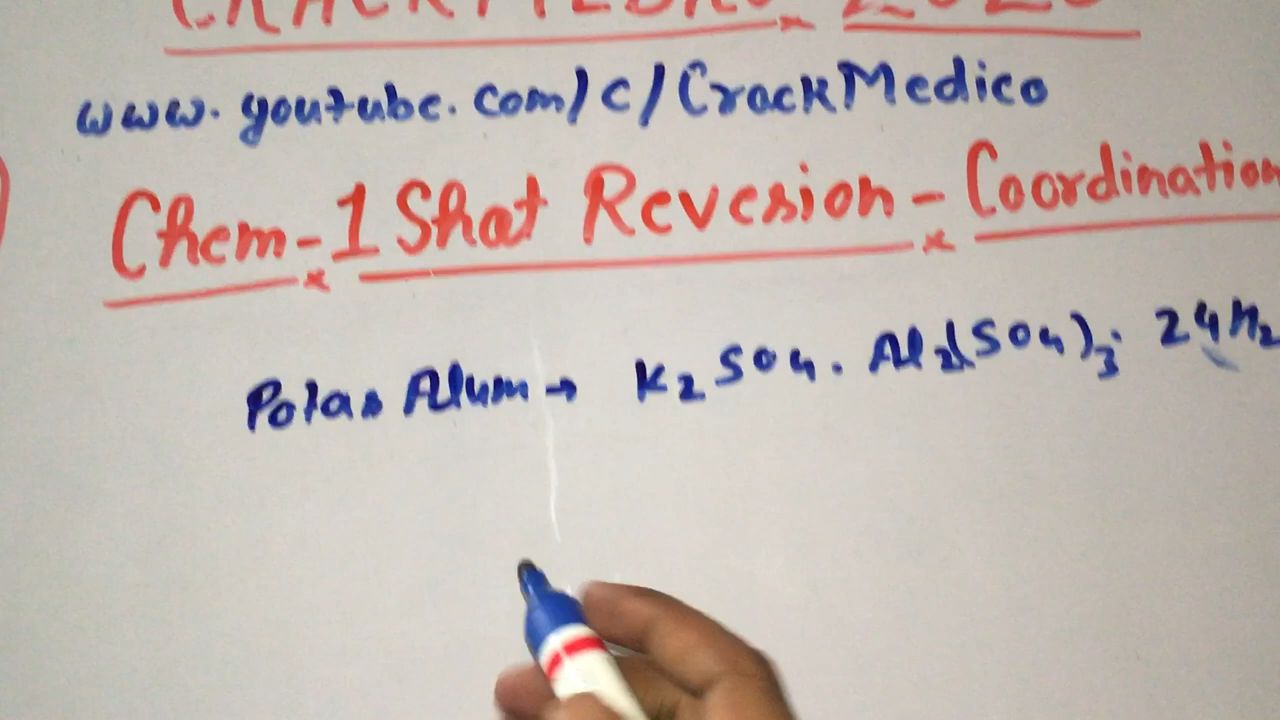 www.youtube.com/c/CrackMedico
Chem-1 Shat Revesion - Coordination
Potas Alum → K2SO4. Al2(SO4)3. 24H2